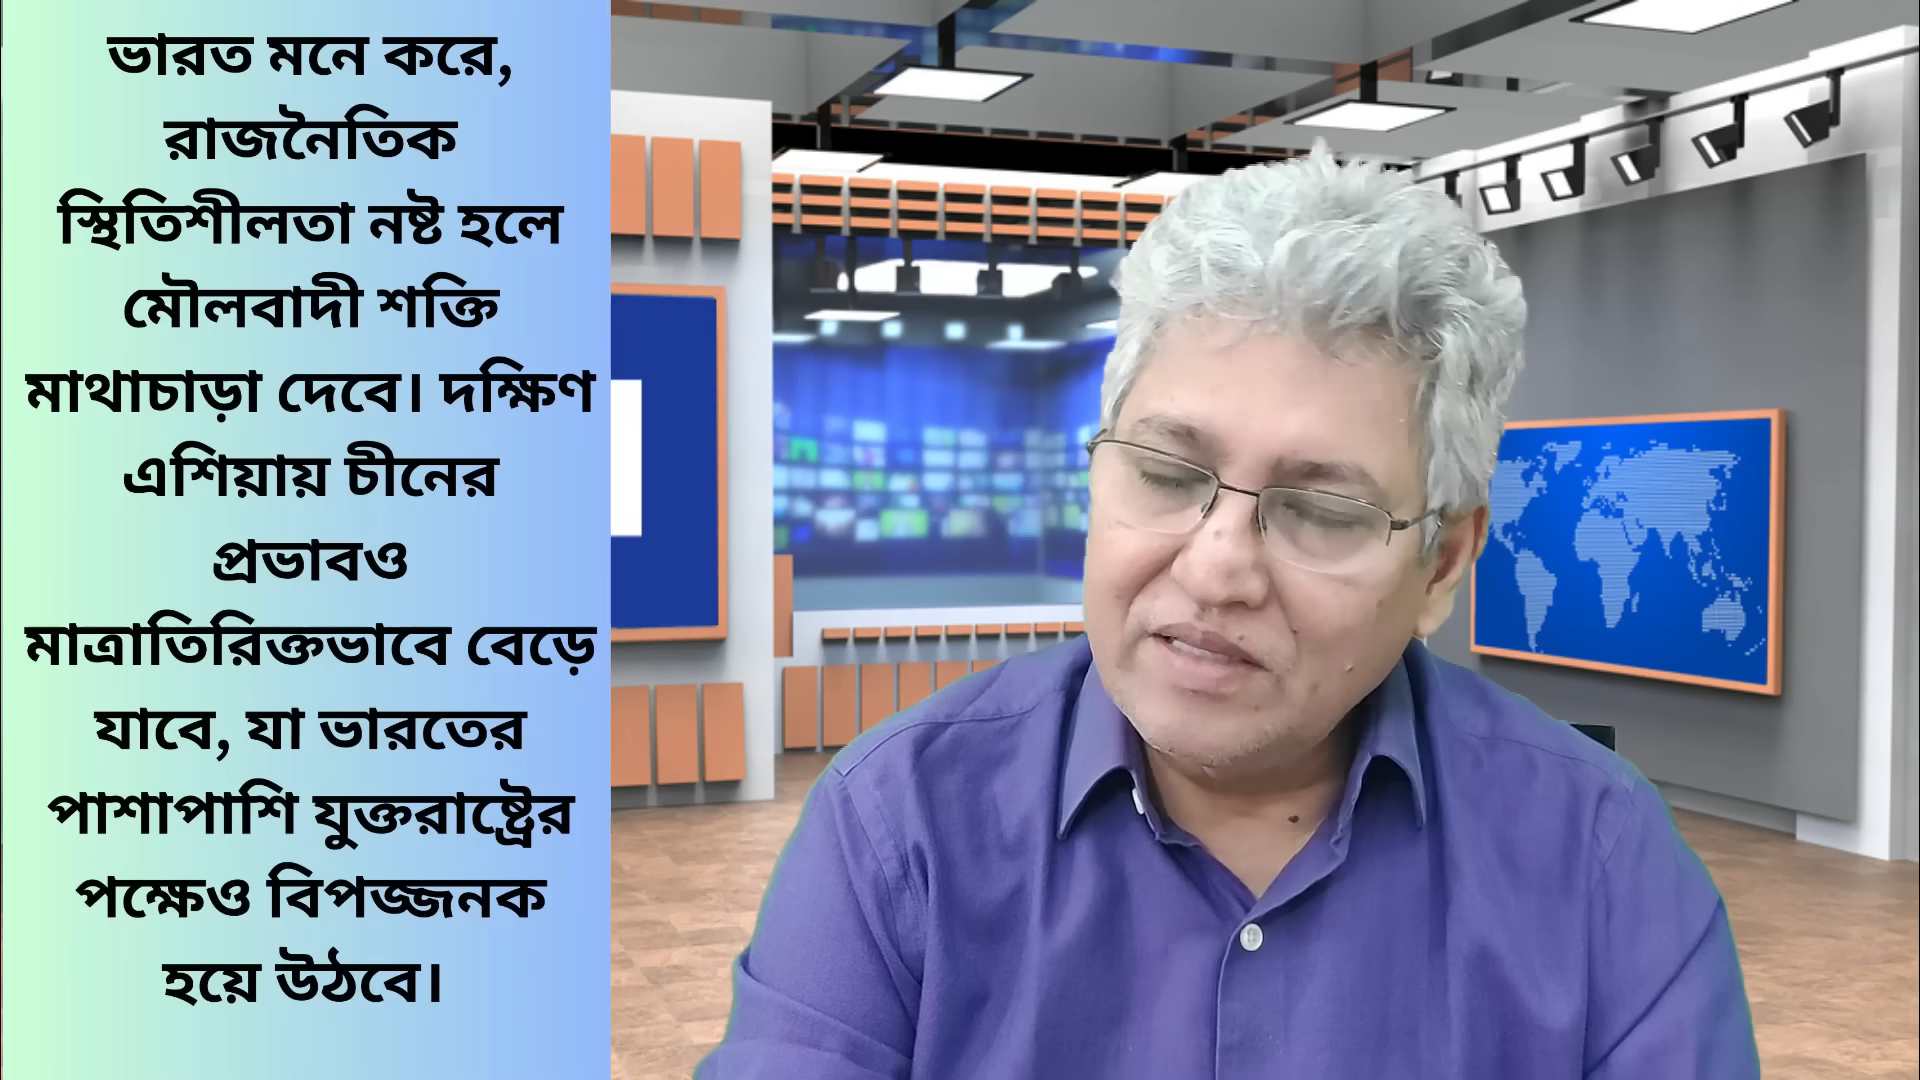 ভারত মনে করে,
রাজনৈতিক
স্থিতিশীলতা নষ্ট হলে
মৌলবাদী শক্তি
মাথাচাড়া দেবে। দক্ষিণ
এশিয়ায় চীনের
প্রভাবও
মাত্রাতিরিক্তভাবে বেড়ে
যাবে, যা ভারতের
পাশাপাশি যুক্তরাষ্ট্রের
পক্ষেও বিপজ্জনক
হয়ে উঠবে।